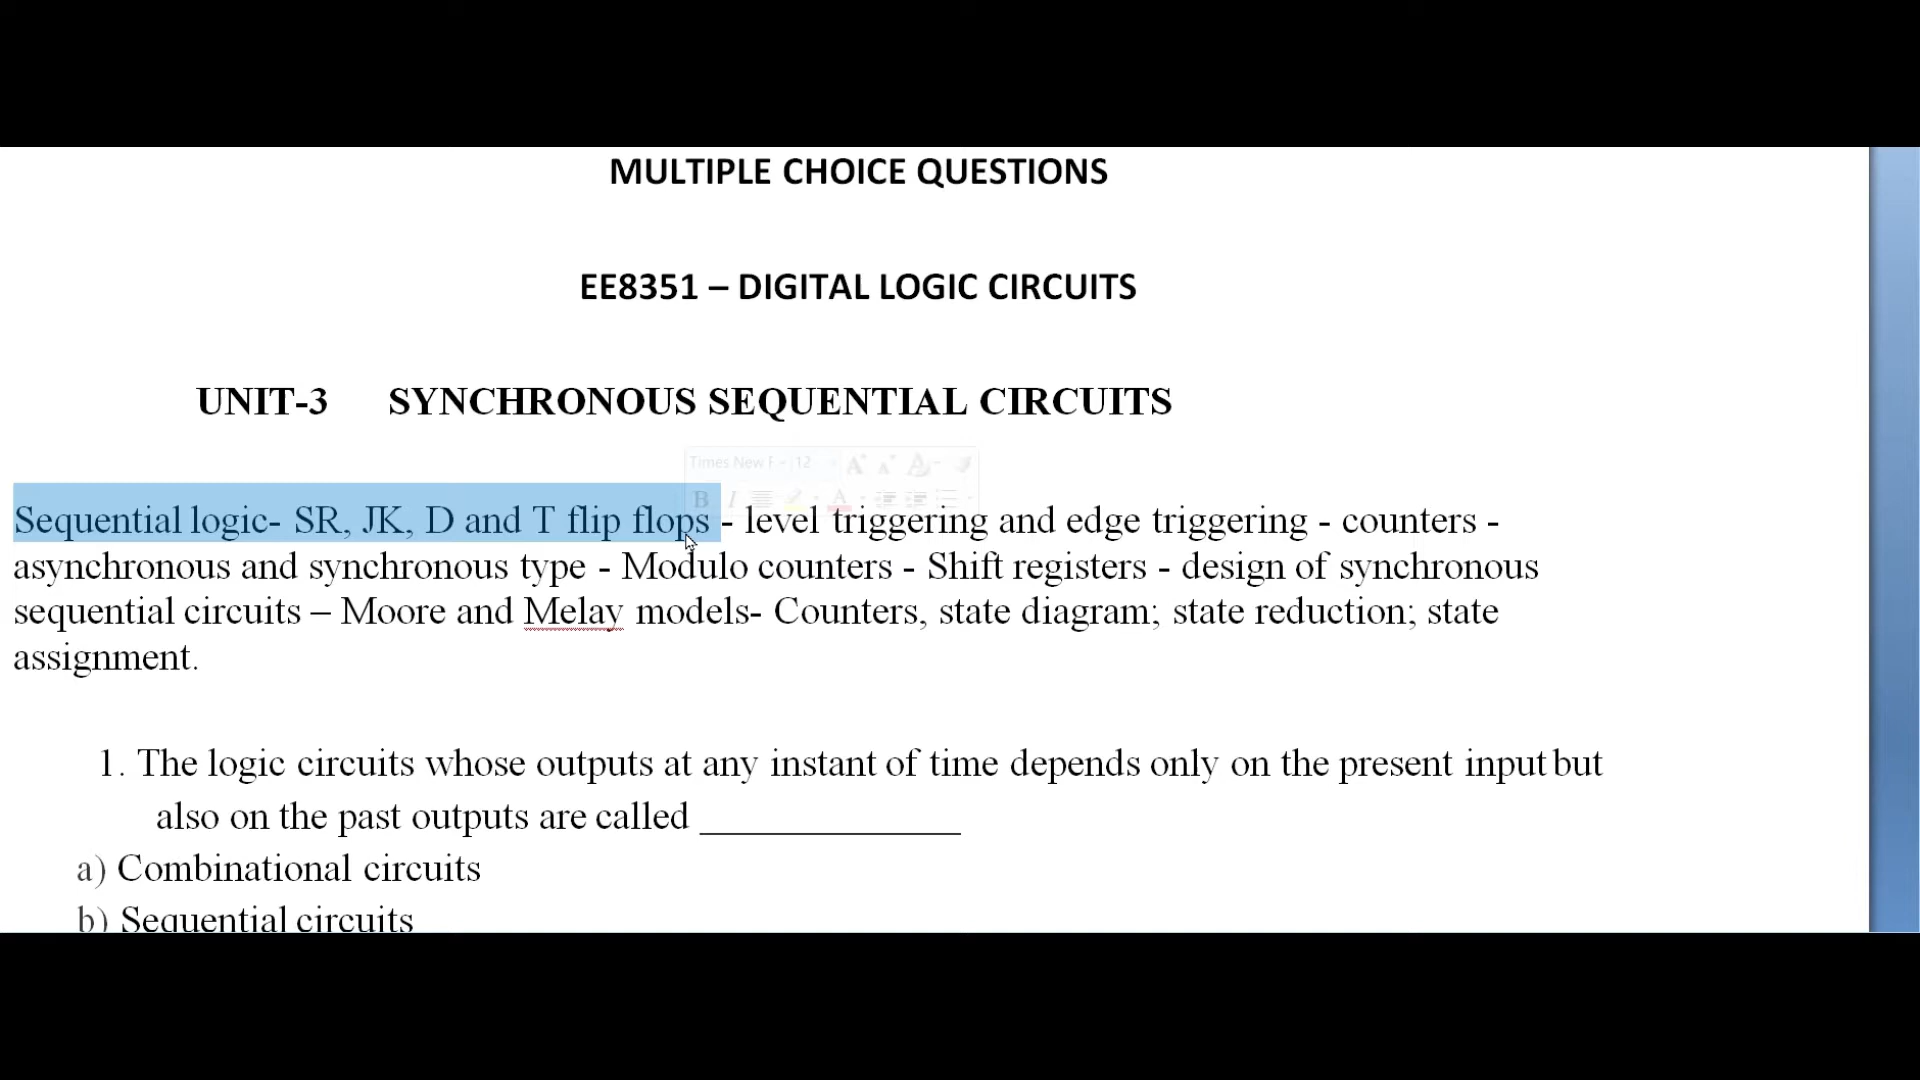 MULTIPLE CHOICE QUESTIONS
EE8351 – DIGITAL LOGIC CIRCUITS
UNIT-3 SYNCHRONOUS SEQUENTIAL CIRCUITS
Times New F 12
Sequential logic- SR, JK, D and T flip flops - level triggering and edge triggering - counters -
asynchronous and synchronous type - Modulo counters - Shift registers - design of synchronous
sequential circuits – Moore and Melay models- Counters, state diagram; state reduction; state
assignment.
1. The logic circuits whose outputs at any instant of time depends only on the present input but
also on the past outputs are called ______________
a) Combinational circuits
b) Sequential circuits